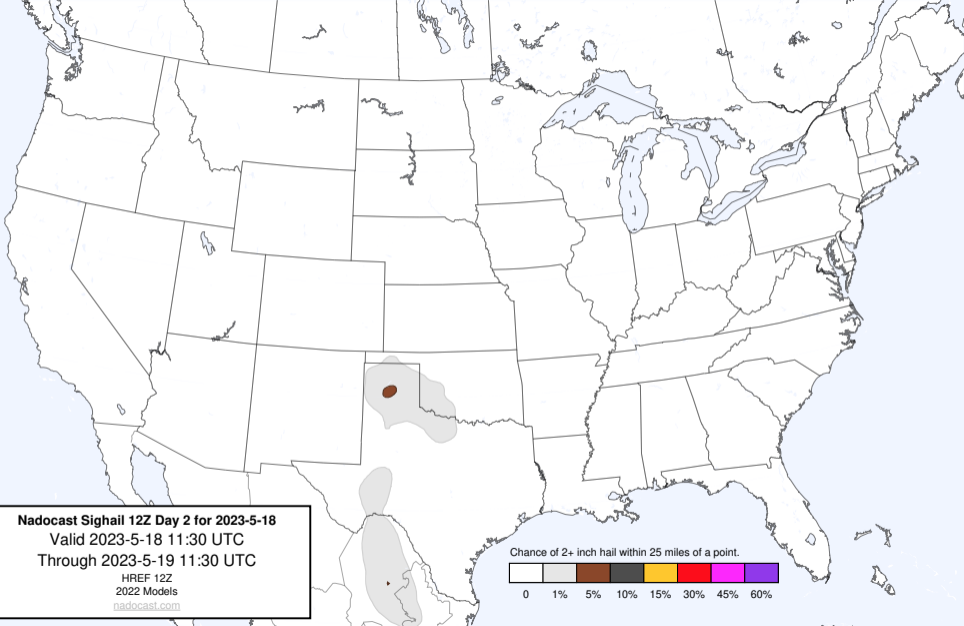 Nadocast Sighail 12Z Day 2 for 2023-5-18
Valid 2023-5-18 11:30 UTC
Through 2023-5-19 11:30 UTC
HREF 12Z
2022 Models
nadocast.com
Chance of 2+ inch hail within 25 miles of a point.
0 1% 5% 10% 15% 30% 45% 60%